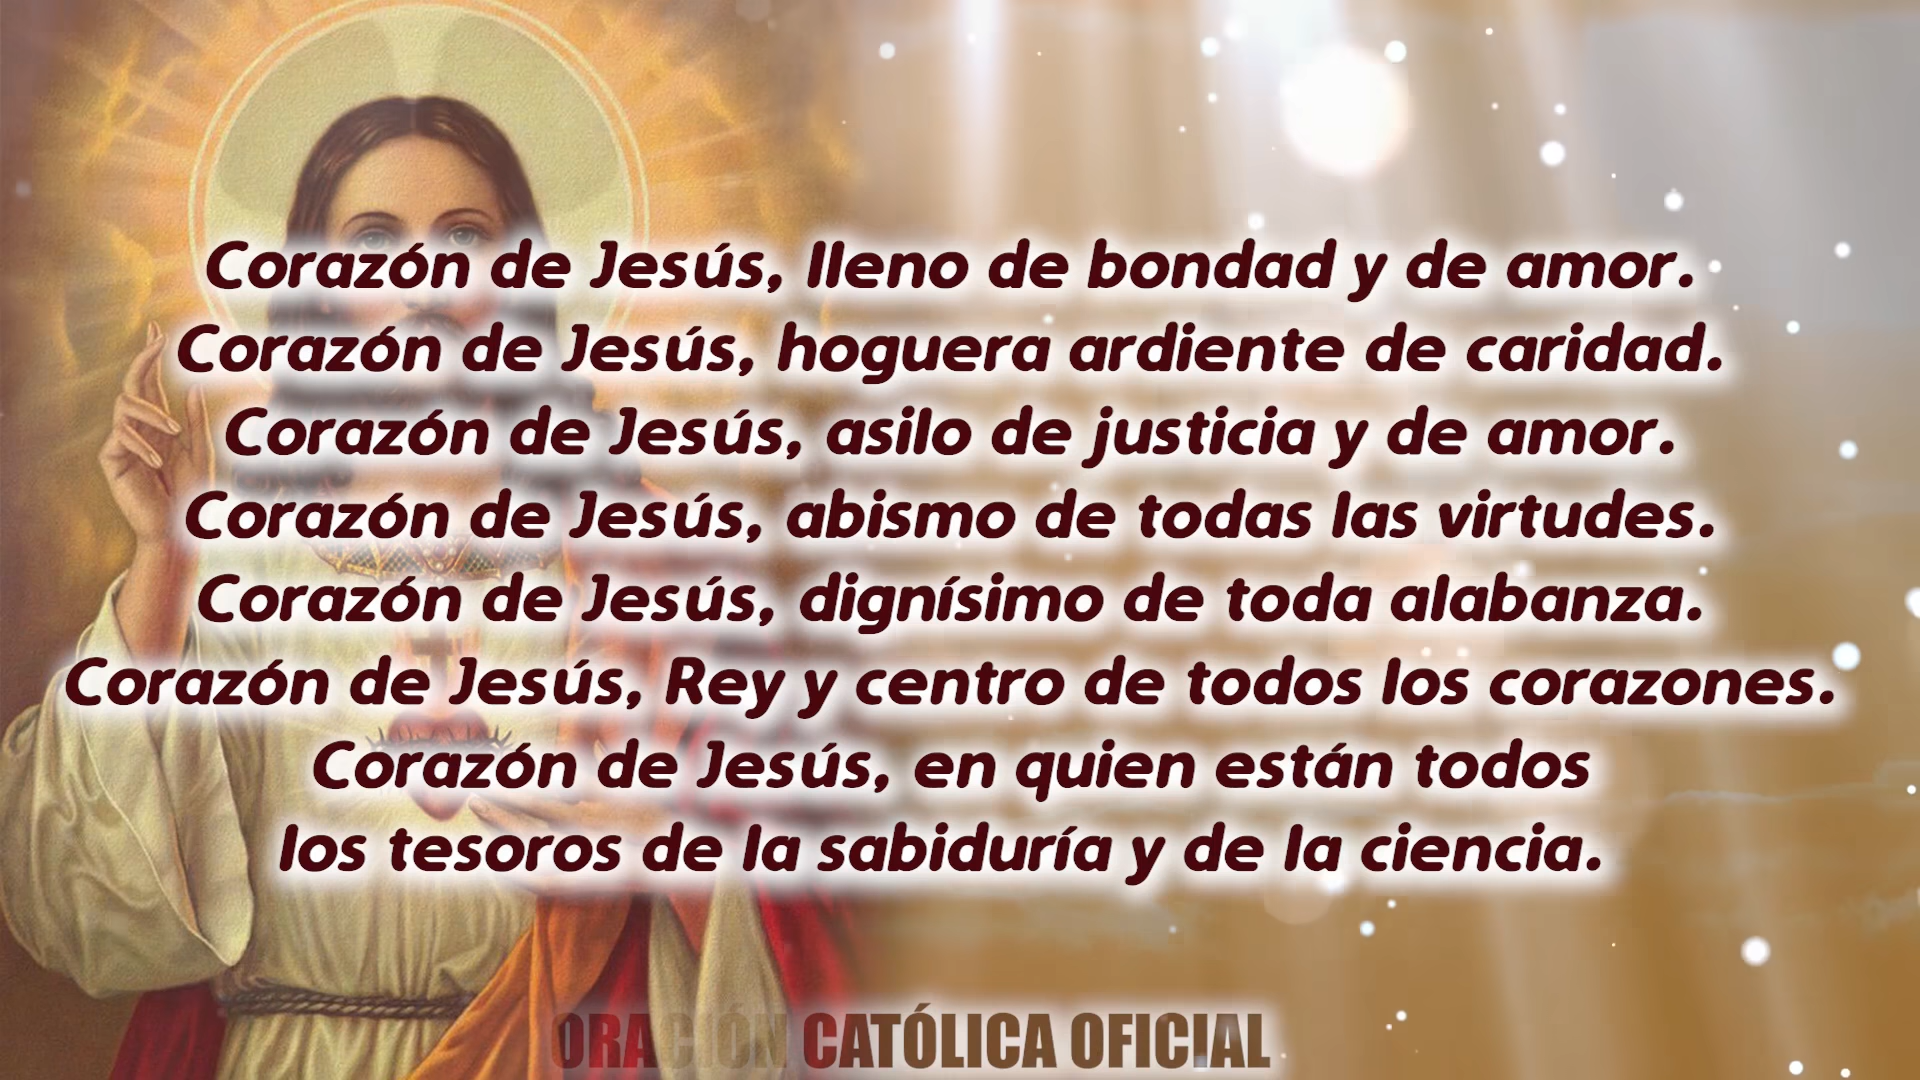 Corazón de Jesús, lleno de bondad y de amor.
Corazón de Jesús, hoguera ardiente de caridad.
Corazón de Jesús, asilo de justicia y de amor.
Corazón de Jesús, abismo de todas las virtudes.
Corazón de Jesús, dignísimo de toda alabanza.
Corazón de Jesús, Rey y centro de todos los corazones.
Corazón de Jesús, en quien están todos
los tesoros de la sabiduría y de la ciencia.
ORACIÓN CATÓLICA OFICIAL